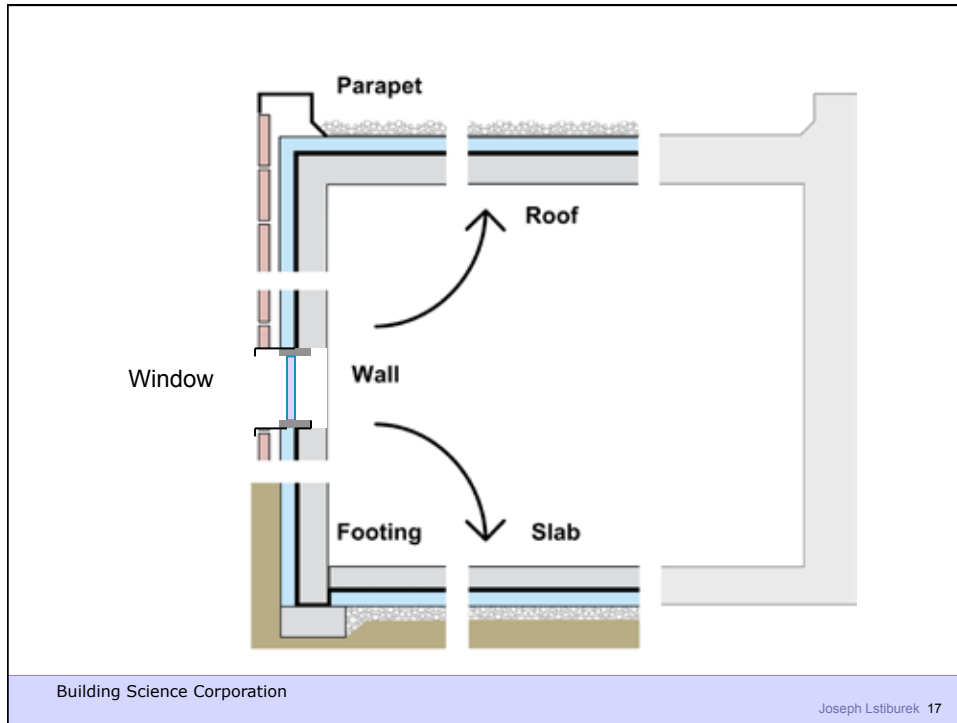 Parapet
Roof
Window
Wall
Footing
Slab
Building Science Corporation
Joseph Lstiburek 17